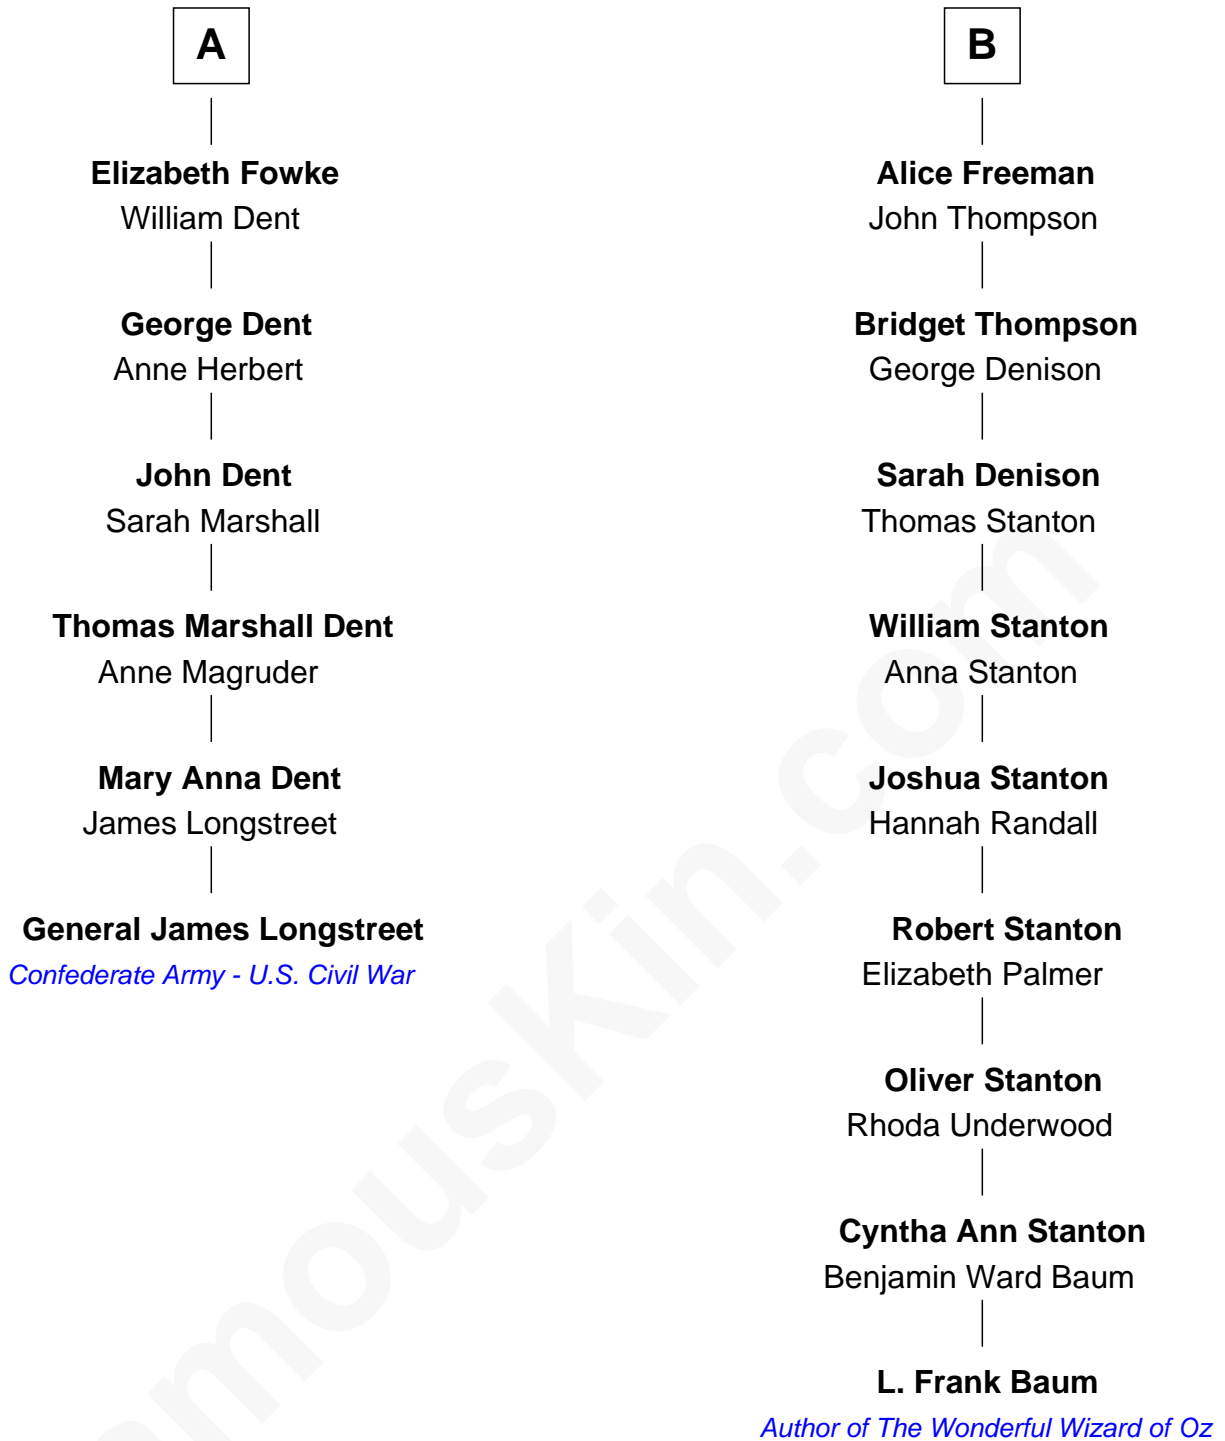 A
Elizabeth Fowke
William Dent
George Dent
Anne Herbert
John Dent
Sarah Marshall
Thomas Marshall Dent
Anne Magruder
Mary Anna Dent
James Longstreet
General James Longstreet
Confederate Army - U.S. Civil War
B
Alice Freeman
John Thompson
Bridget Thompson
George Denison
Sarah Denison
Thomas Stanton
William Stanton
Anna Stanton
Joshua Stanton
Hannah Randall
Robert Stanton
Elizabeth Palmer
Oliver Stanton
Rhoda Underwood
Cyntha Ann Stanton
Benjamin Ward Baum
L. Frank Baum
Author of The Wonderful Wizard of Oz
amouskin.com